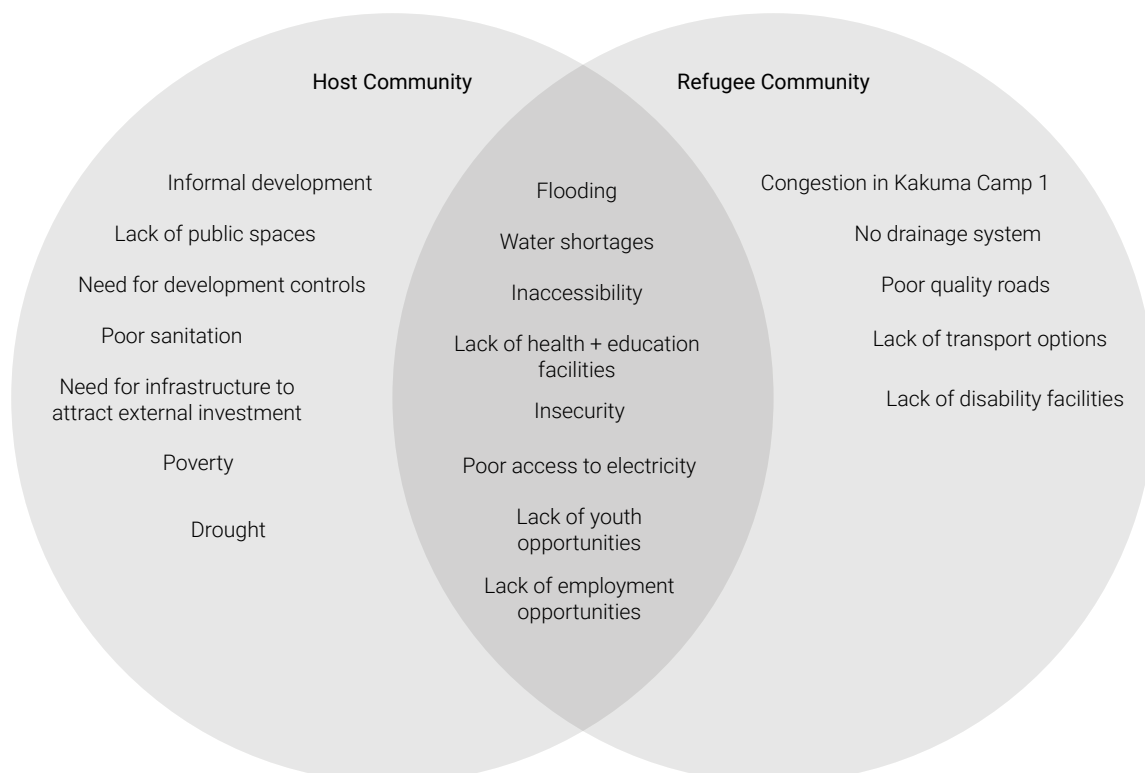 Host Community
Informal development
Lack of public spaces
Need for development controls
Poor sanitation
Need for infrastructure to
attract external investment
Poverty
Drought
Flooding
Water shortages
Inaccessibility
Lack of health + education
facilities
Insecurity
Poor access to electricity
Lack of youth
opportunities
Lack of employment
opportunities
Refugee Community
Congestion in Kakuma Camp 1
No drainage system
Poor quality roads
Lack of transport options
Lack of disability facilities